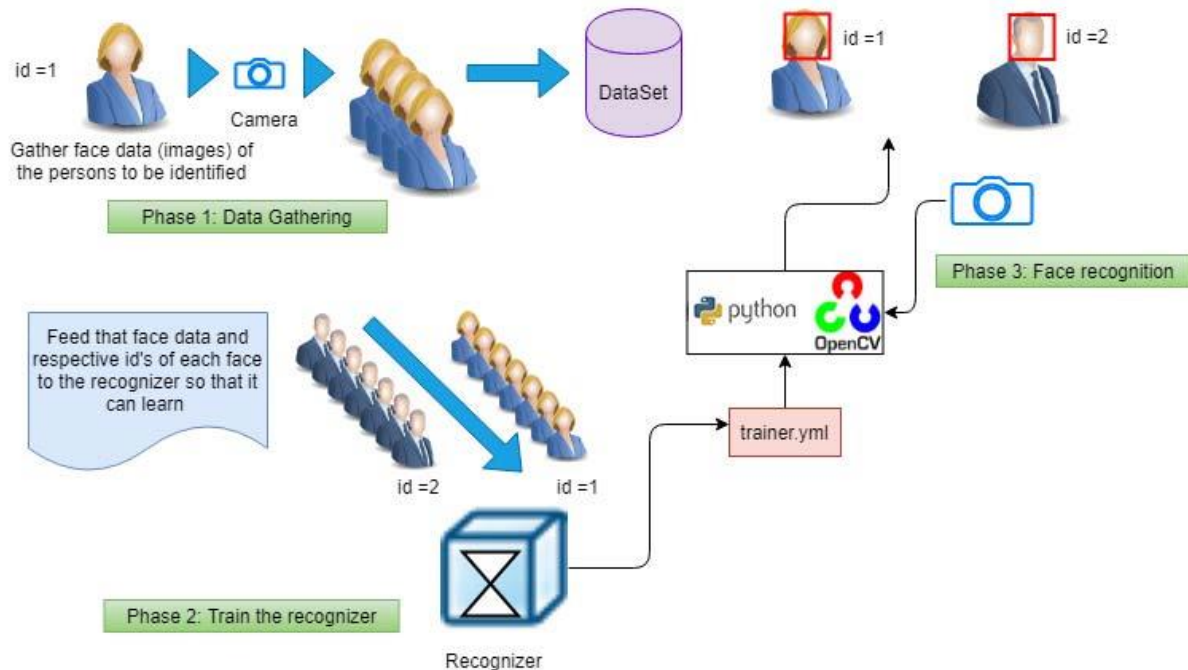 id =1
Camera
Gather face data (images) of
the persons to be identified
Phase 1: Data Gathering
DataSet
id =1
id =2
Phase 3: Face recognition
python
OpenCV
trainer.yml
Feed that face data and
respective id's of each face
to the recognizer so that it
can learn
id =2
id =1
Phase 2: Train the recognizer
Recognizer